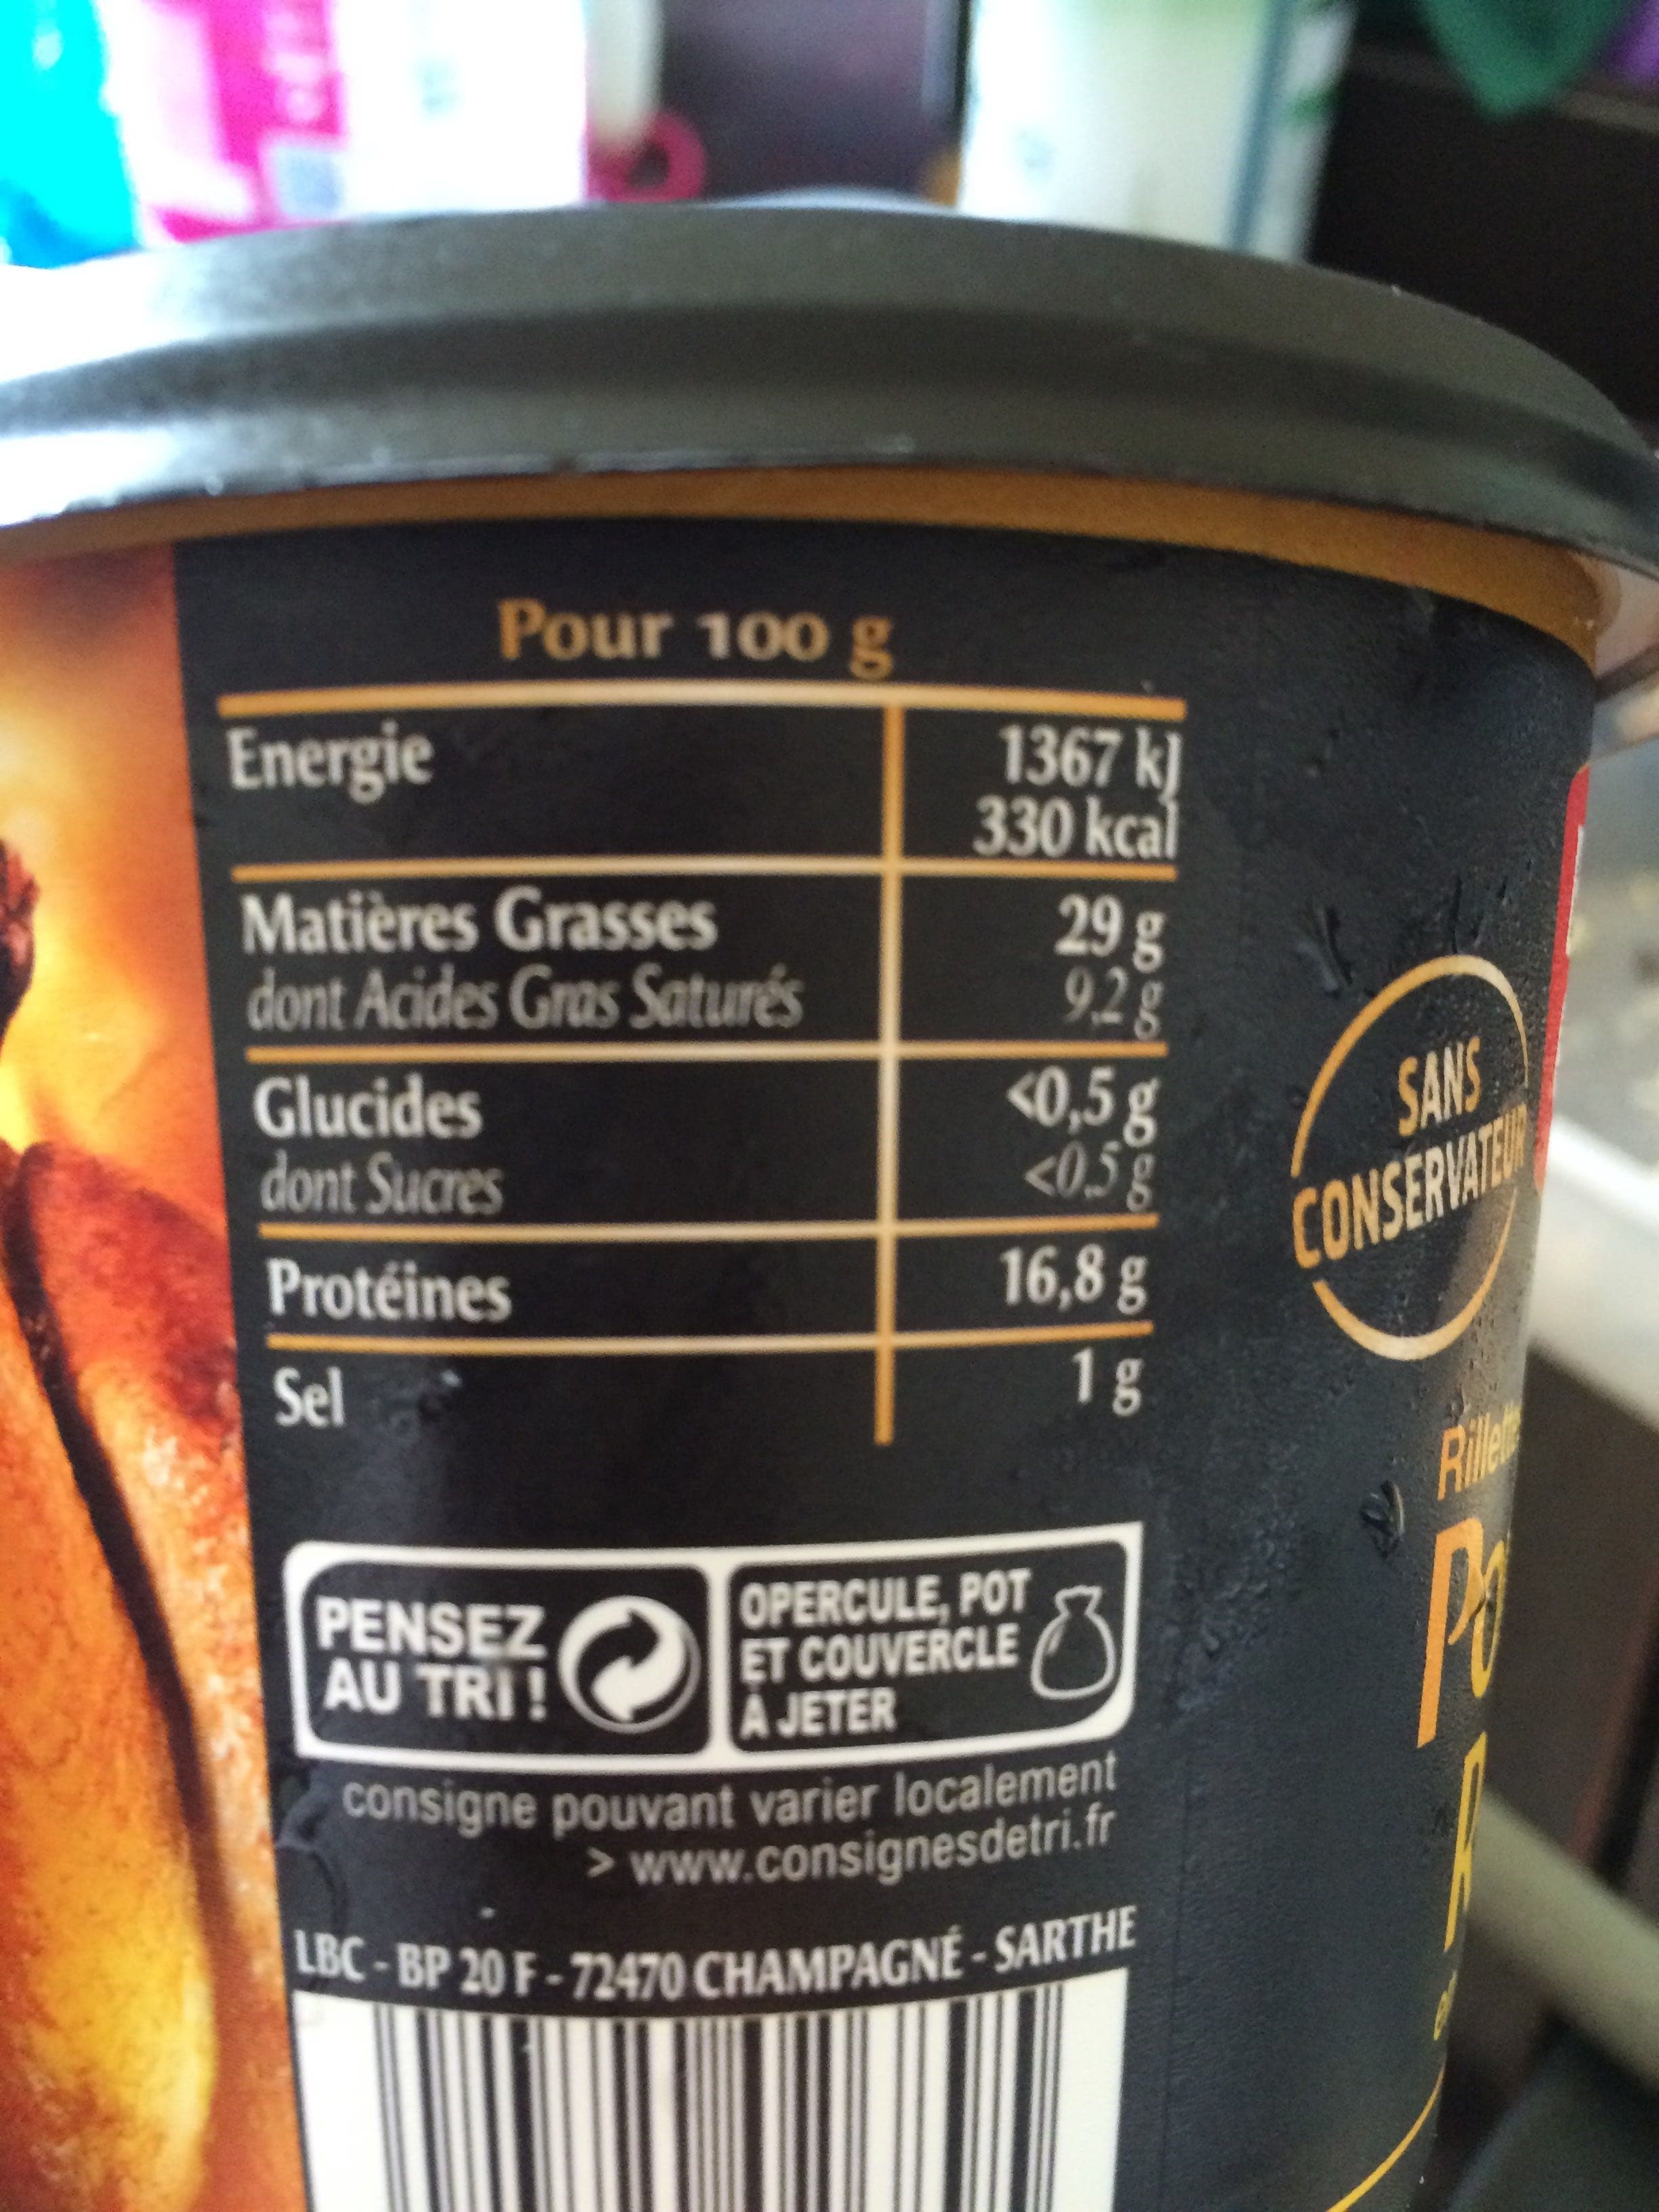 Pour 100 g
Energie 1367 kJ
330 kcal
Matières Grasses 29 g
dont Acides Gras Saturés 9,2 g
Glucides <0,5 g
dont Sucres <0,5 g
Protéines 16,8 g
Sel 1 g
SANS
CONSERVATEUR
PENSEZ
AU TRI !
OPERCULE, POT
ET COUVERCLE
À JETER
consigne pouvant varier localement
> www.consignesdetri.fr
LBC - BP 20 F - 72470 CHAMPAGNÉ - SARTHE